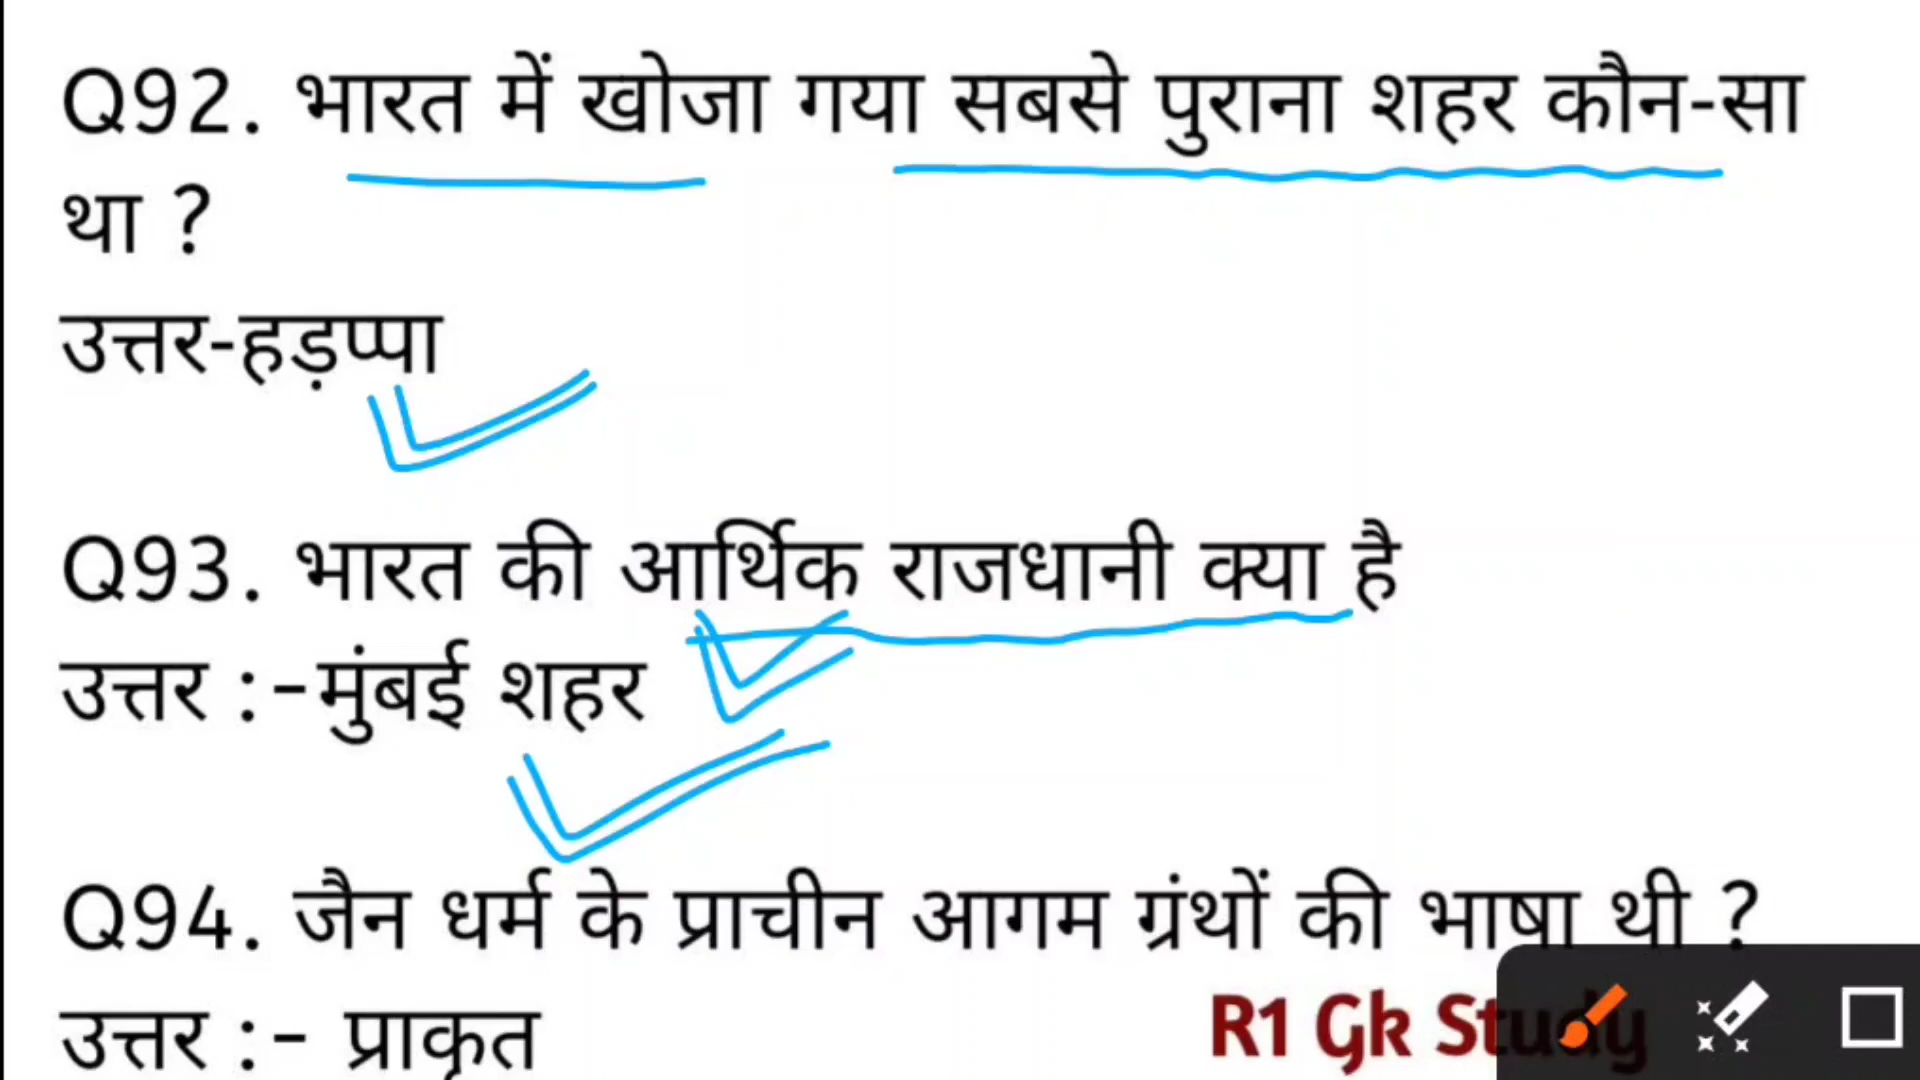 Q92. भारत में खोजा गया सबसे पुराना शहर कौन-सा
था ?
उत्तर-हड़प्पा
Q93. भारत की आर्थिक राजधानी क्या है
उत्तर :-मुंबई शहर
Q94. जैन धर्म के प्राचीन आगम ग्रंथों की भाषा थी ?
उत्तर :- प्राकृत
R1 Gk Study